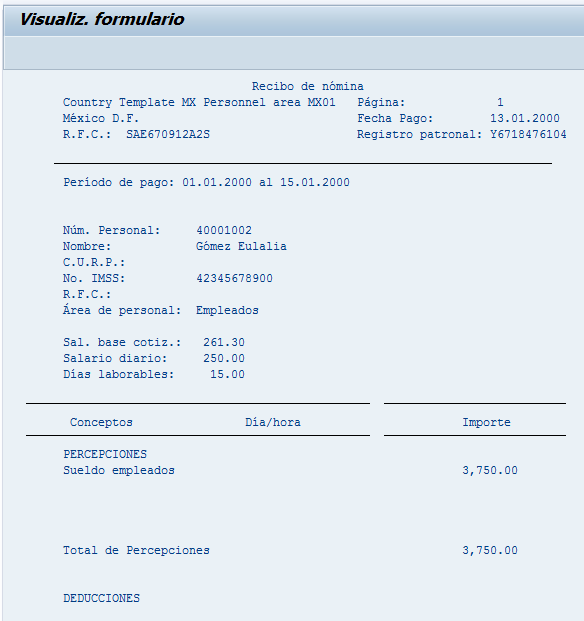 Visualiz. formulario
Recibo de nómina
Country Template MX Personnel area MX01 Página: 1
México D.F. Fecha Pago: 13.01.2000
R.F.C.: SAE670912A2S Registro patronal: Y6718476104
Período de pago: 01.01.2000 al 15.01.2000
Núm. Personal: 40001002
Nombre: Gómez Eulalia
C.U.R.P.:
No. IMSS: 42345678900
R.F.C.:
Área de personal: Empleados
Sal. base cotiz.: 261.30
Salario diario: 250.00
Días laborables: 15.00
Conceptos Día/hora Importe
PERCEPCIONES
Sueldo empleados 3,750.00
Total de Percepciones 3,750.00
DEDUCCIONES